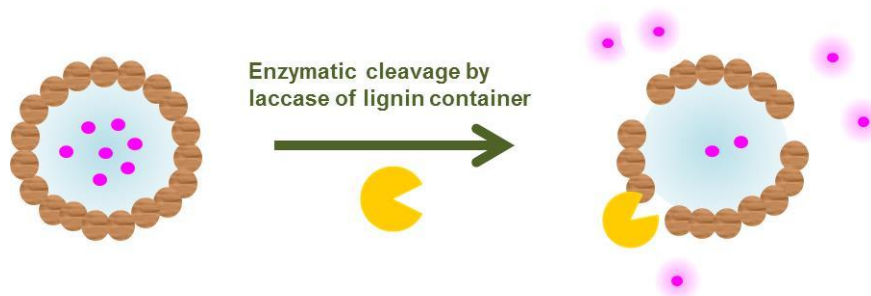 Enzymatic cleavage by
laccase of lignin container